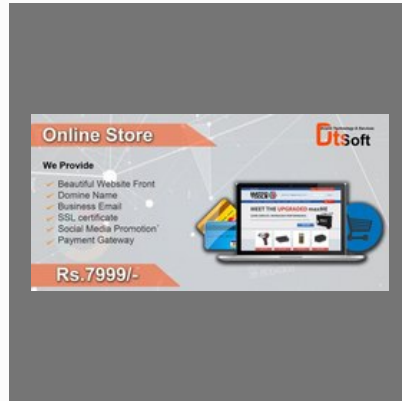 Online Store
DtsSoft
We Provide
Beautiful Website Front
Domine Name
Business Email
SSL certificate
Social Media Promotion*
Payment Gateway
MEET THE UPGRADED
Rs.7999/-